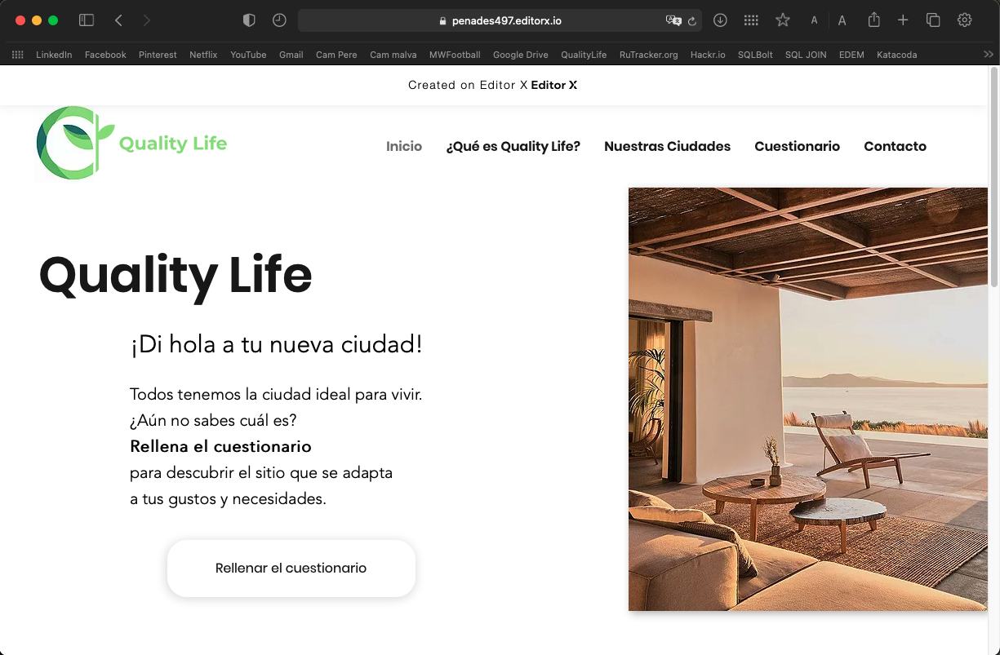 penades497.editorx.io
A A
LinkedIn Facebook Pinterest Netflix YouTube Gmail Cam Pere Cam malva MWFootball Google Drive QualityLife RuTracker.org Hackr.io SQLBolt SQL JOIN EDEM Katacoda
Created on Editor X Editor X
Quality Life
Inicio ¿Qué es Quality Life? Nuestras Ciudades Cuestionario Contacto
Quality Life
¡Di hola a tu nueva ciudad!
Todos tenemos la ciudad ideal para vivir.
¿Aún no sabes cuál es?
Rellena el cuestionario
para descubrir el sitio que se adapta
a tus gustos y necesidades.
Rellenar el cuestionario